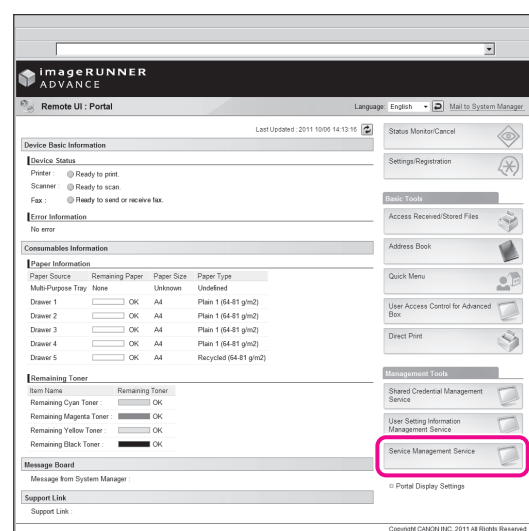 imageRUNNER
ADVANCE
Remote UI : Portal
Language: English
Mail to System Manager
Last Updated : 2011 10/06 14:13:16
Device Basic Information
Device Status
Printer : Ready to print.
Scanner : Ready to scan.
Fax : Ready to send or receive fax.
Error Information
No error
Consumables Information
Paper Information
Paper Source Remaining Paper Paper Size Paper Type
Multi-Purpose Tray None Unknown Undefined
Drawer 1 OK A4 Plain 1 (64-81 g/m2)
Drawer 2 OK A4 Plain 1 (64-81 g/m2)
Drawer 3 OK A4 Plain 1 (64-81 g/m2)
Drawer 4 OK A4 Plain 1 (64-81 g/m2)
Drawer 5 OK A4 Recycled (64-81 g/m2)
Remaining Toner
Item Name Remaining Toner
Remaining Cyan Toner : OK
Remaining Magenta Toner : OK
Remaining Yellow Toner : OK
Remaining Black Toner : OK
Message Board
Message from System Manager :
Support Link
Support Link :
Status Monitor/Cancel
Settings/Registration
Basic Tools
Access Received/Stored Files
Address Book
Quick Menu
User Access Control for Advanced
Box
Direct Print
Management Tools
Shared Credential Management
Service
User Setting Information
Management Service
Service Management Service
Portal Display Settings
Copyright CANON INC. 2011 All Rights Reserved